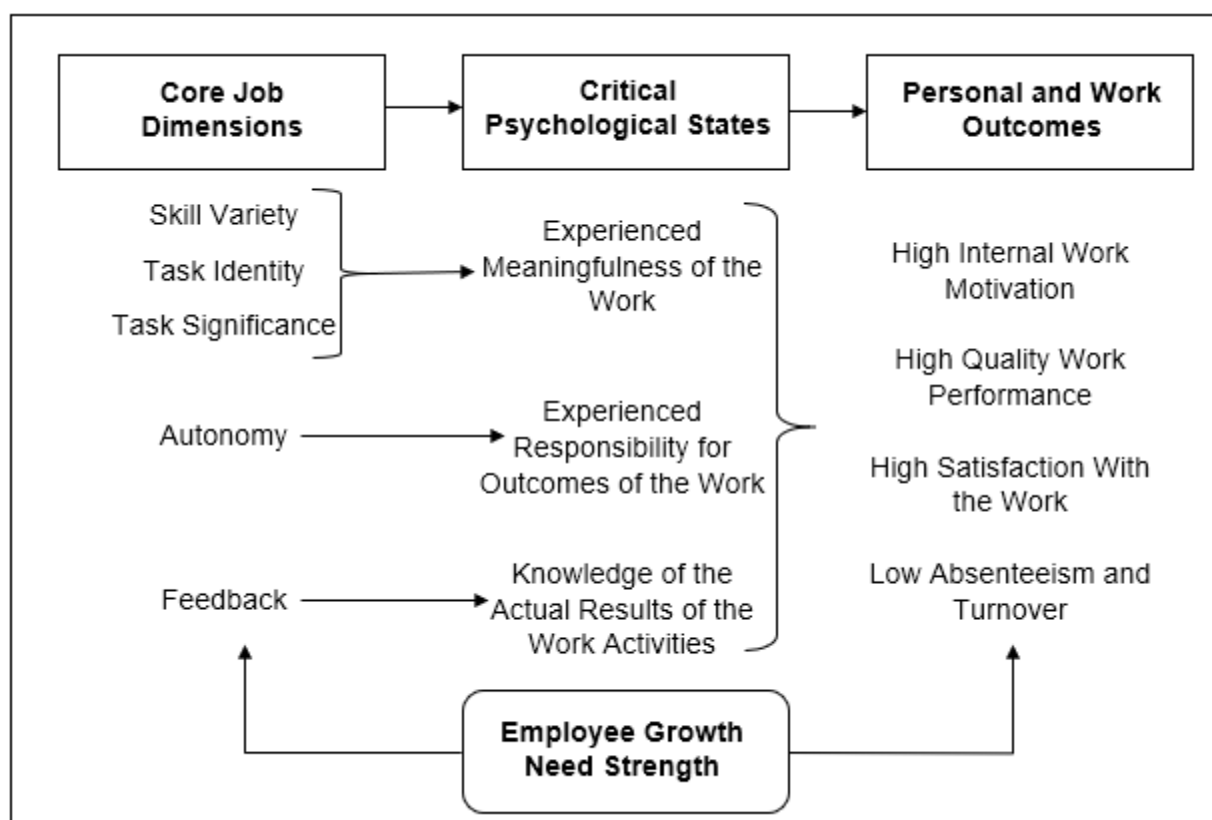 Core Job
Dimensions
Critical
Psychological States
Personal and Work
Outcomes
Skill Variety
Task Identity
Task Significance
Experienced
Meaningfulness of the
Work
Autonomy
Experienced
Responsibility for
Outcomes of the Work
Feedback
Knowledge of the
Actual Results of the
Work Activities
High Internal Work
Motivation
High Quality Work
Performance
High Satisfaction With
the Work
Low Absenteeism and
Turnover
Employee Growth
Need Strength